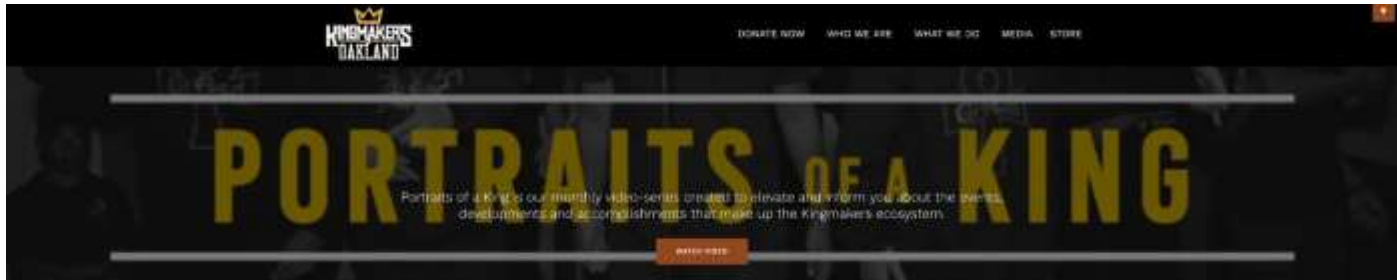 KINGMAKERS
OAKLAND
DONATE NOW WHO WE ARE WHAT WE DO MEDIA STORE
PORTRAITS OF A KING
Portraits of a King is our monthly video-series created to elevate and inform you about the events,
developments and accomplishments that make up the Kingmakers ecosystem.
WATCH VIDEO